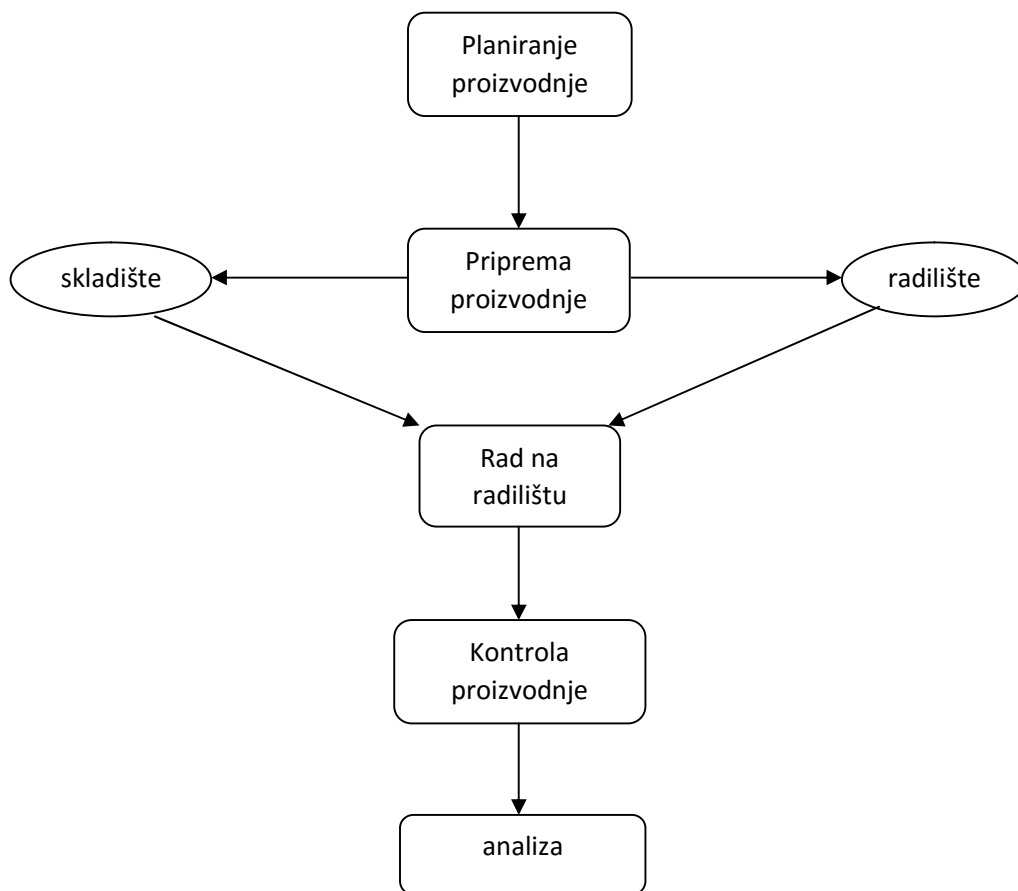 Planiranje
proizvodnje
skladište
Priprema
proizvodnje
radilište
Rad na
radilištu
Kontrola
proizvodnje
analiza